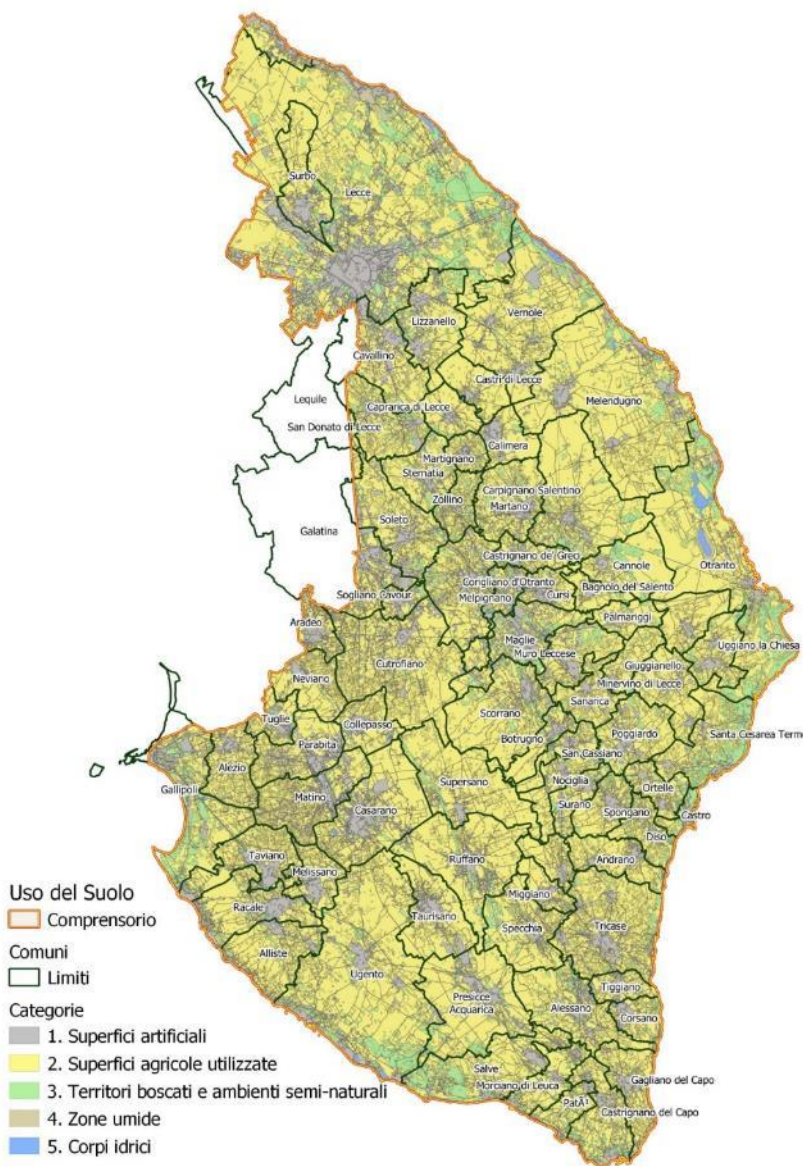 Surbo
Lecce
Lizzanello
Vernole
Cavallino
Castri di Lecce
Lequile
Caprarica di Lecce
Melendugno
San Donato di Lecce
Calimera
Martignano
Sternatia
Zollino
Carpignano Salentino
Martano
Soleto
Galatina
Castrignano de' Greci
Cannole
Otranto
Corigliano d'Otranto
Sogliano Cavour
Melpignano
Cursi
Bagnolo del Salento
Aradeo
Palmariggi
Maglie
Uggiano la Chiesa
Muro Leccese
Cutrofiano
Giuggianello
Neviano
Minervino di Lecce
Sanarica
Scorrano
Tuglie
Collepasso
Poggiardo
Santa Cesarea Terme
Botrugno
Parabita
San Cassiano
Alezio
Supersano
Nociglia
Ortelle
Gallipoli
Matino
Surano
Casarano
Spongano
Castro
Diso
Taviano
Ruffano
Andrano
Melissano
Miggiano
Racale
Taurisano
Specchia
Tricase
Alliste
Ugento
Tiggiano
Presicce
Acquarica
Alessano
Corsano
Salve
Gagliano del Capo
Morciano di Leuca
PatÃ¹
Castrignano del Capo
Uso del Suolo
Comprensorio
Comuni
Limiti
Categorie
1. Superfici artificiali
2. Superfici agricole utilizzate
3. Territori boscati e ambienti semi-naturali
4. Zone umide
5. Corpi idrici